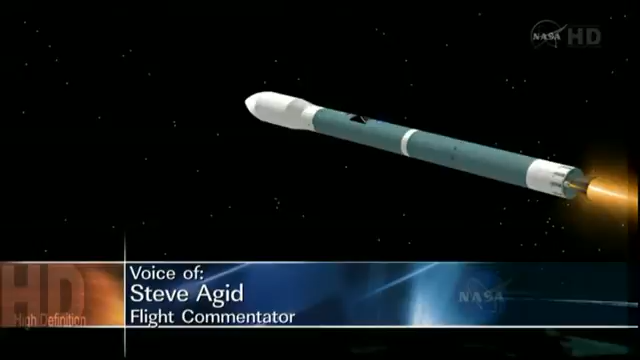 NASA HD
Voice of:
Steve Agid
Flight Commentator
NASA
HD
High Definition